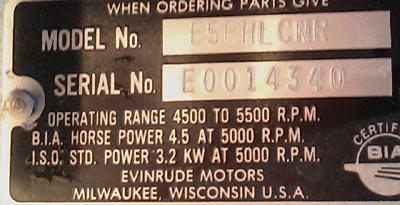 WHEN ORDERING PARTS GIVE
MODEL No. E5RHLCNR
SERIAL No. E0014340
OPERATING RANGE 4500 TO 5500 R.P.M.
B.I.A. HORSE POWER 4.5 AT 5000 R.P.M.
I.S.O. STD. POWER 3.2 KW AT 5000 R.P.M.
EVINRUDE MOTORS
MILWAUKEE, WISCONSIN U.S.A.
CERTIFI
BIA